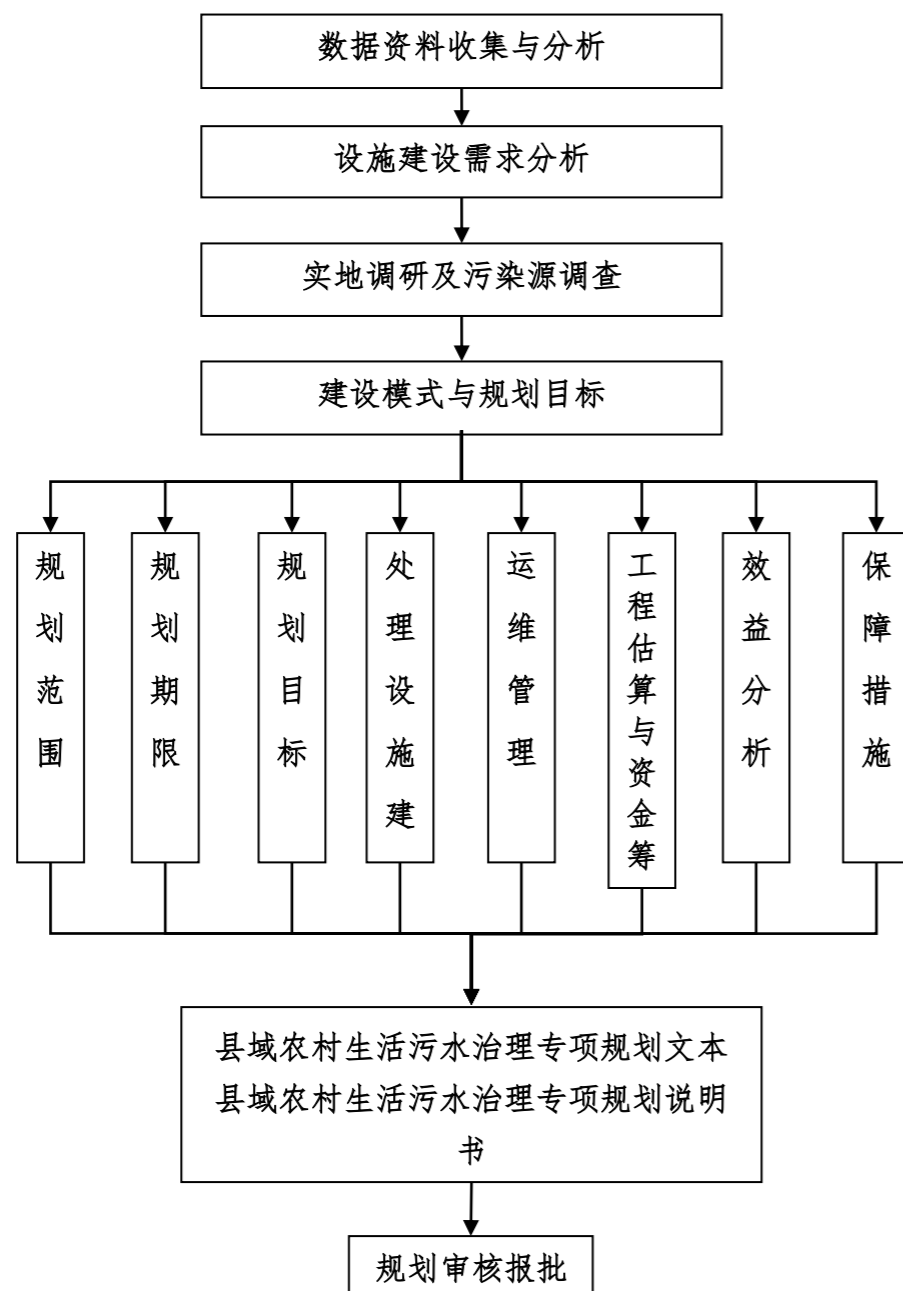 数据资料收集与分析
设施建设需求分析
实地调研及污染源调查
建设模式与规划目标
规划范围
规划期限
规划目标
处理设施建
运维管理
工程估算与资金筹
效益分析
保障措施
县域农村生活污水治理专项规划文本
县域农村生活污水治理专项规划说明
书
规划审核报批